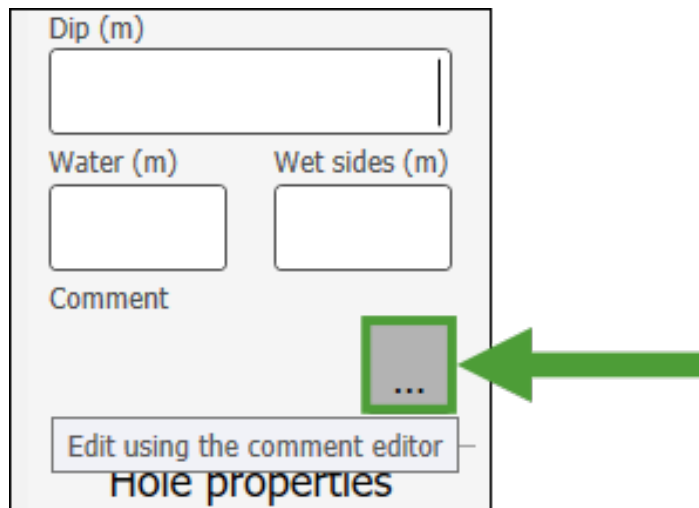 Dip (m)
Water (m) Wet sides (m)
Comment
...
Edit using the comment editor
Hole properties